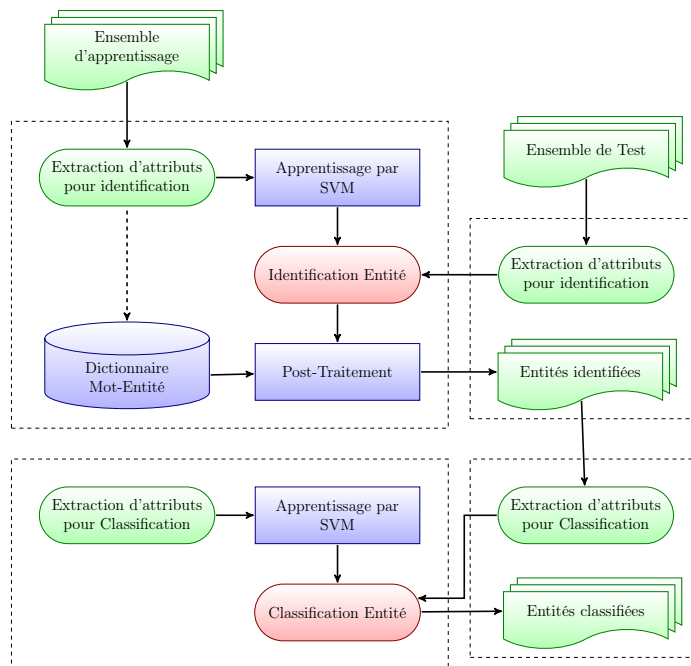 Ensemble
d'apprentissage
Extraction d'attributs
pour identification
Apprentissage par
SVM
Ensemble de Test
Identification Entité
Extraction d'attributs
pour identification
Dictionnaire
Mot-Entité
Post-Traitement
Entités identifiées
Extraction d'attributs
pour Classification
Apprentissage par
SVM
Extraction d'attributs
pour Classification
Classification Entité
Entités classifiées